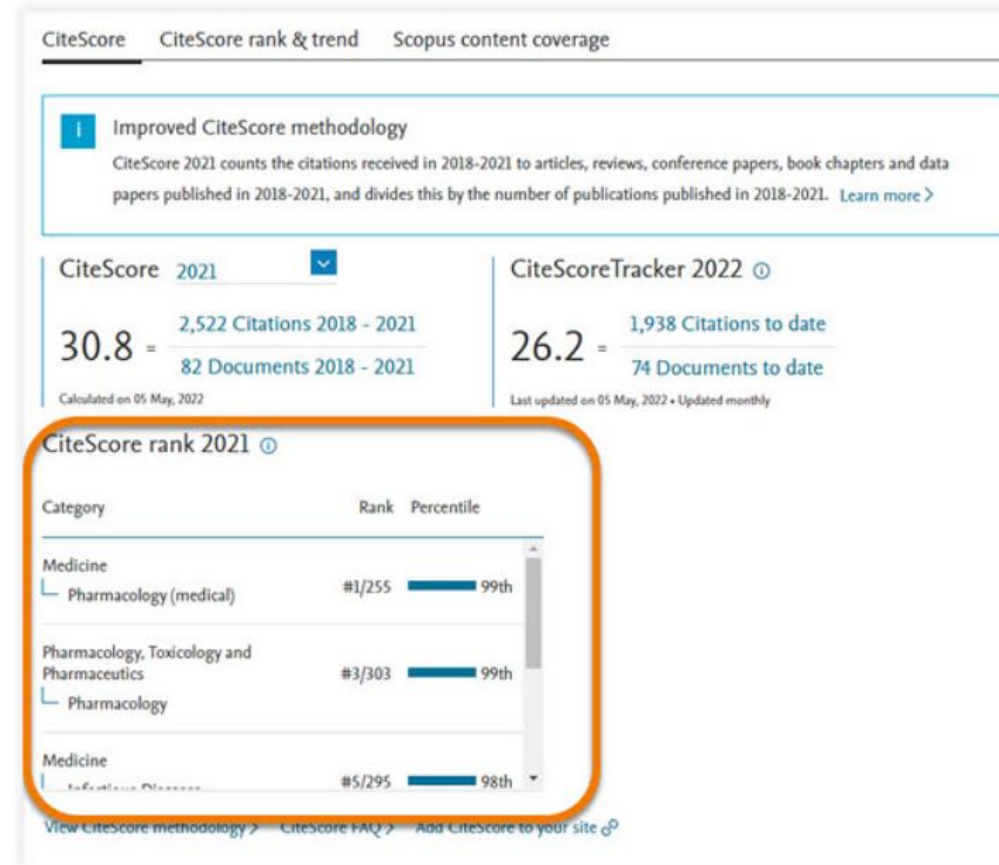 CiteScore CiteScore rank & trend Scopus content coverage
i Improved CiteScore methodology
CiteScore 2021 counts the citations received in 2018-2021 to articles, reviews, conference papers, book chapters and data
papers published in 2018-2021, and divides this by the number of publications published in 2018-2021. Learn more >
CiteScore 2021
30.8 =
2,522 Citations 2018 - 2021
82 Documents 2018 - 2021
Calculated on 05 May, 2022
CiteScoreTracker 2022
26.2 =
1,938 Citations to date
74 Documents to date
Last updated on 05 May, 2022 • Updated monthly
CiteScore rank 2021
Category Rank Percentile
Medicine
Pharmacology (medical) #1/255 99th
Pharmacology, Toxicology and
Pharmaceutics #3/303 99th
Pharmacology
Medicine
Infectious Diseases #5/295 98th
View CiteScore methodology > CiteScore FAQ > Add CiteScore to your site